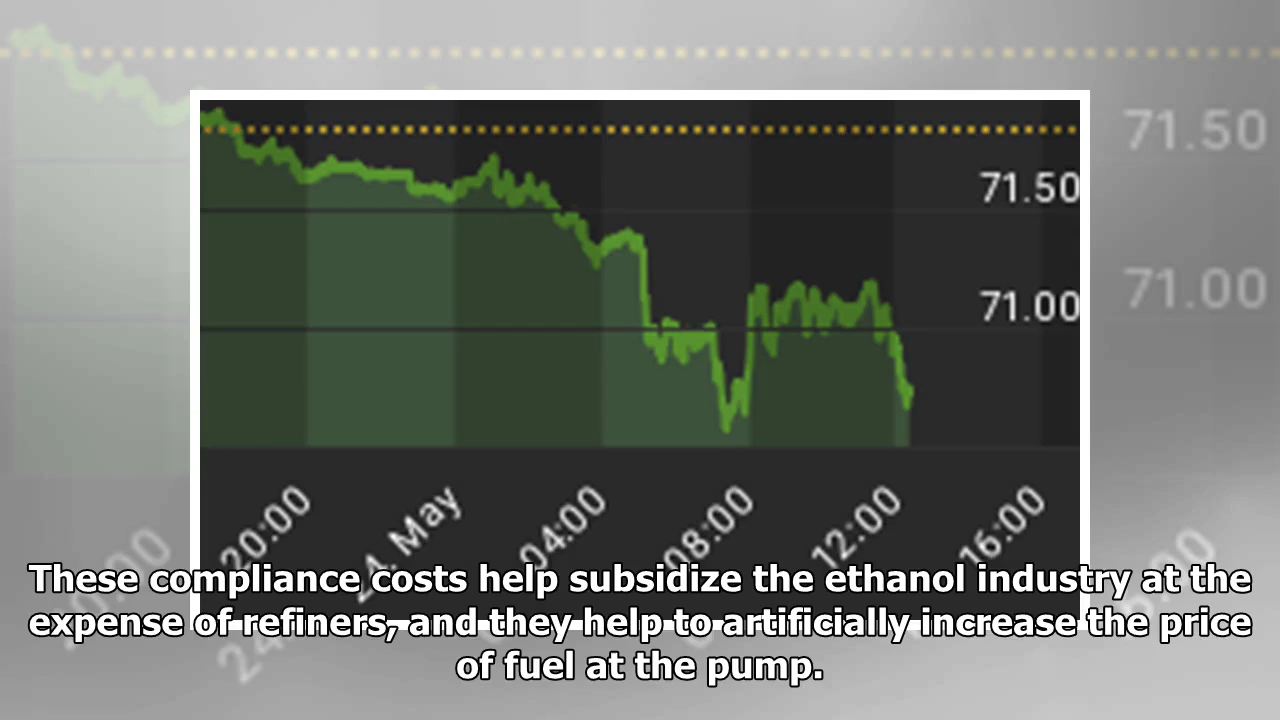 71.50
71.50
71.00
71.00
20:00
24. May
04:00
08:00
12:00
16:00
These compliance costs help subsidize the ethanol industry at the
expense of refiners, and they help to artificially increase the price
of fuel at the pump.